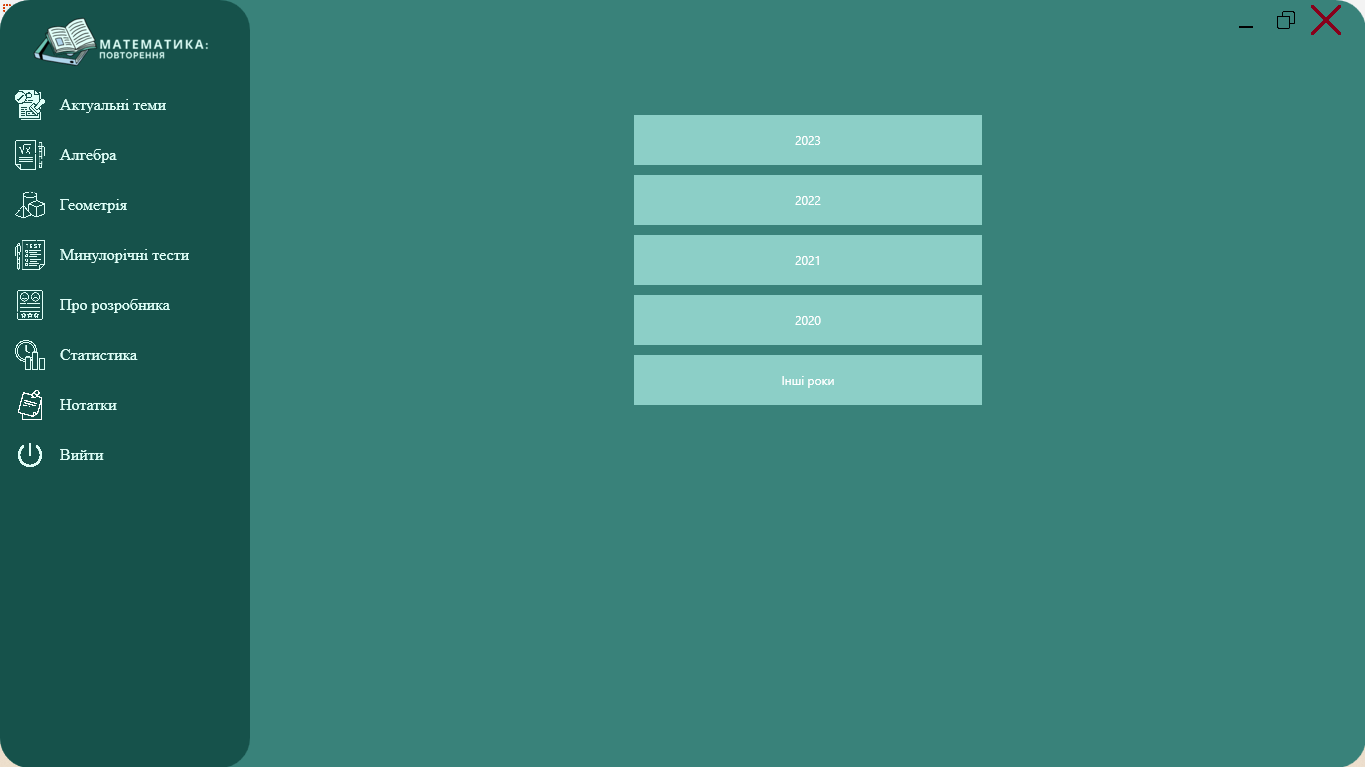 МАТЕМАТИКА:
ПОВТОРЕННЯ
Актуальні теми
Алгебра
Геометрія
Минулорічні тести
Про розробника
Статистика
Нотатки
Вийти
2023
2022
2021
2020
Інші роки
√x
TEST